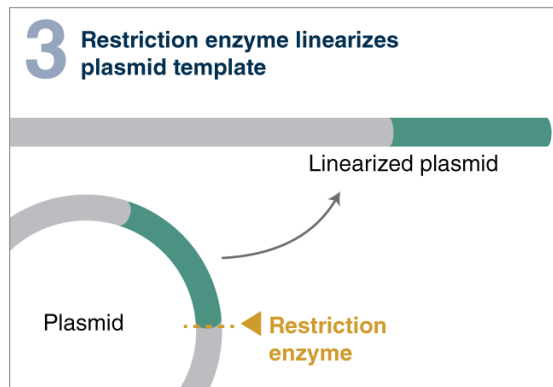 3 Restriction enzyme linearizes
plasmid template
Linearized plasmid
Plasmid
Restriction
enzyme